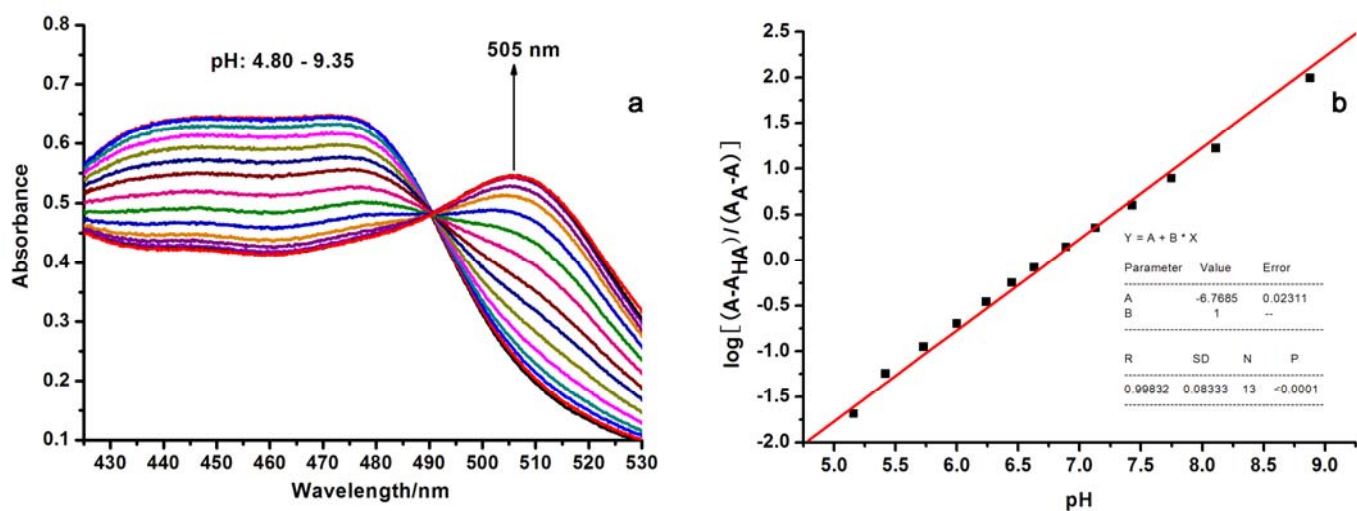 0.8
0.7
0.6
0.5
0.4
0.3
0.2
0.1
Absorbance
pH: 4.80 - 9.35
505 nm
a
430 440 450 460 470 480 490 500 510 520 530
Wavelength/nm
2.5
2.0
1.5
1.0
0.5
0.0
-0.5
-1.0
-1.5
-2.0
log[(A-A_HA)/(A_A-A)]
b
Y = A + B * X
Parameter Value Error
A -6.7685 0.02311
B 1 --
R SD N P
0.99832 0.08333 13 <0.0001
5.0 5.5 6.0 6.5 7.0 7.5 8.0 8.5 9.0
pH